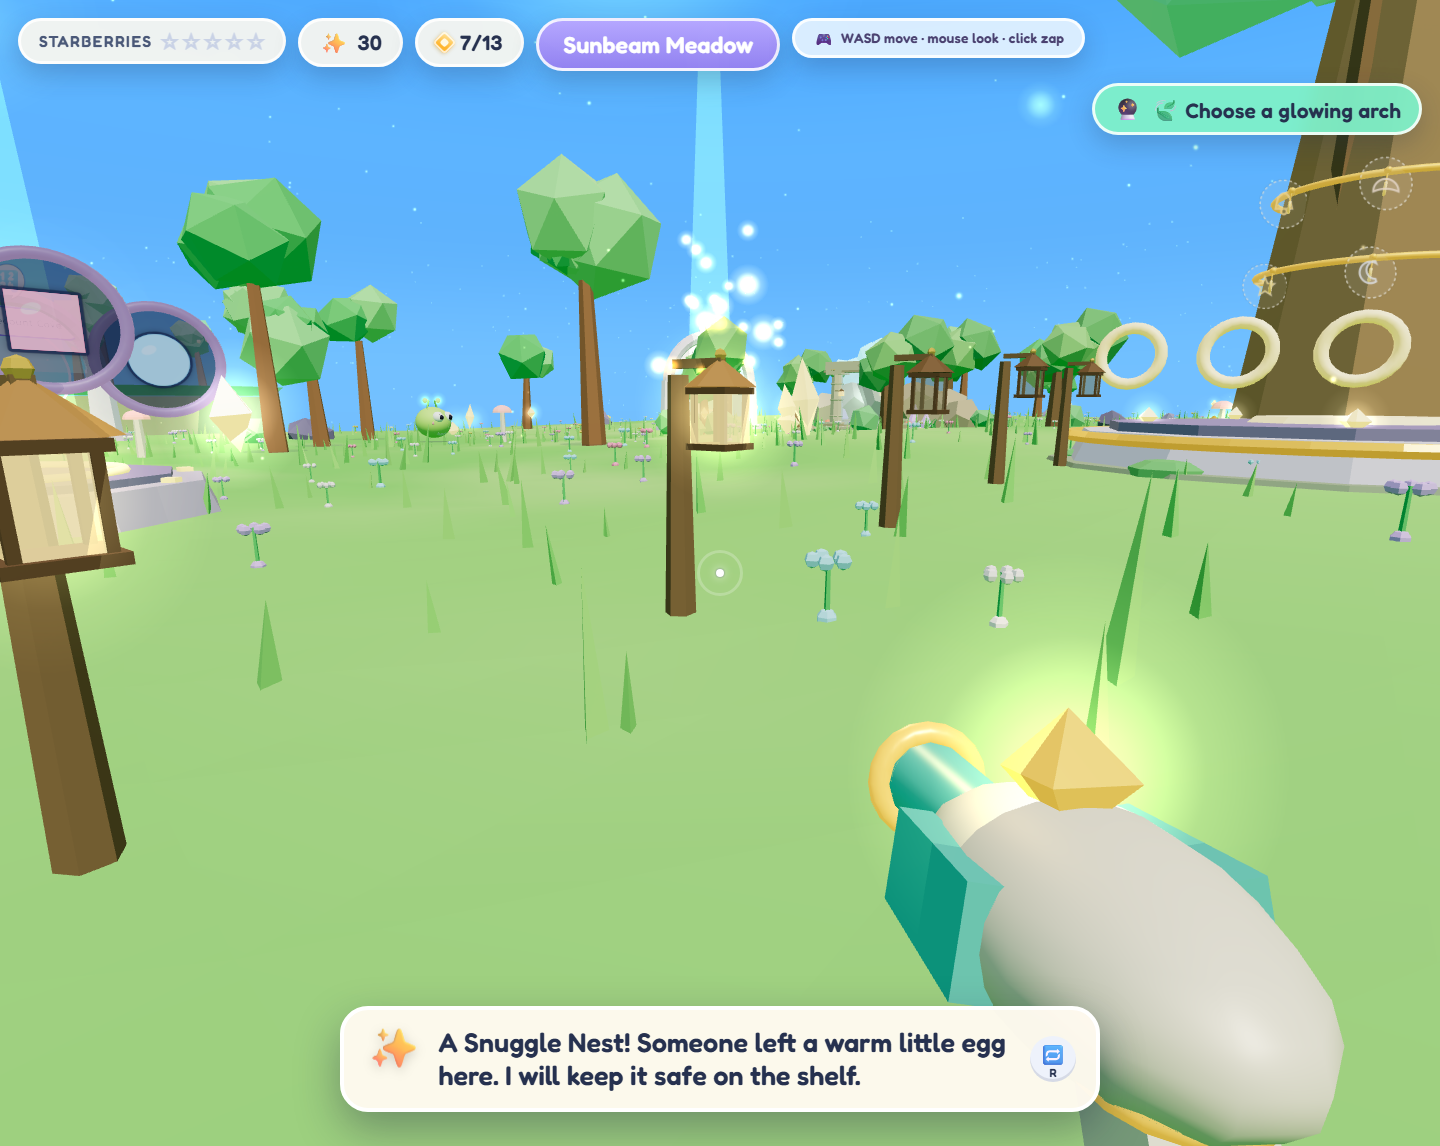 STARBERRIES
30
7/13
Sunbeam Meadow
WASD move · mouse look · click zap
Choose a glowing arch
A Snuggle Nest! Someone left a warm little egg
here. I will keep it safe on the shelf.
R